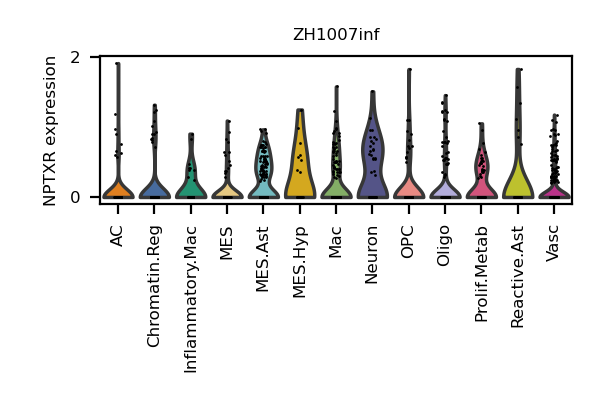 ZH1007inf
NPTXR expression
2
0
AC
Chromatin.Reg
Inflammatory.Mac
MES
MES.Ast
MES.Hyp
Mac
Neuron
OPC
Oligo
Prolif.Metab
Reactive.Ast
Vasc